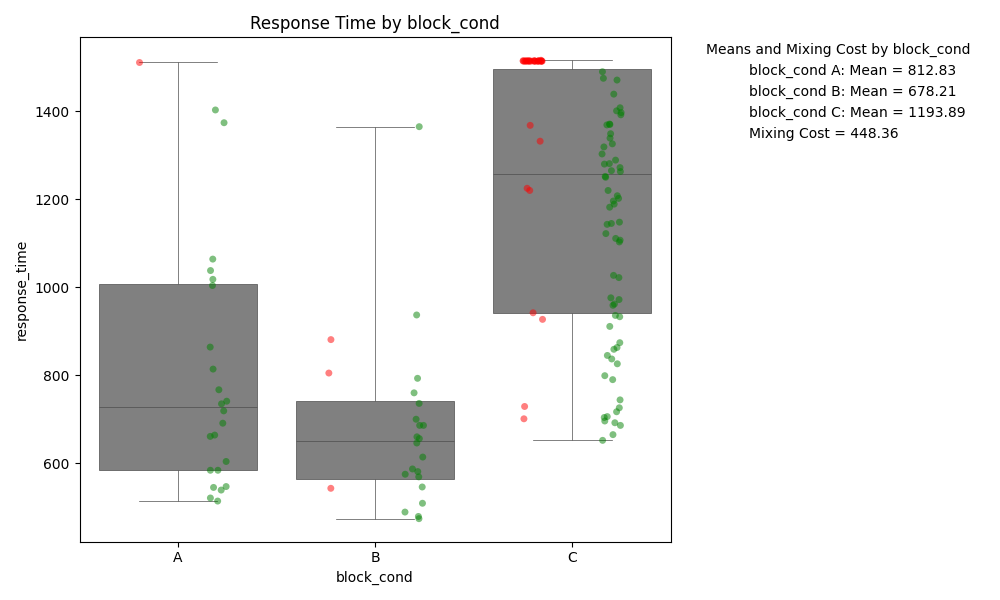 Response Time by block_cond
Means and Mixing Cost by block_cond
block_cond A: Mean = 812.83
block_cond B: Mean = 678.21
block_cond C: Mean = 1193.89
Mixing Cost = 448.36
response_time
1400
1200
1000
800
600
A
B
C
block_cond